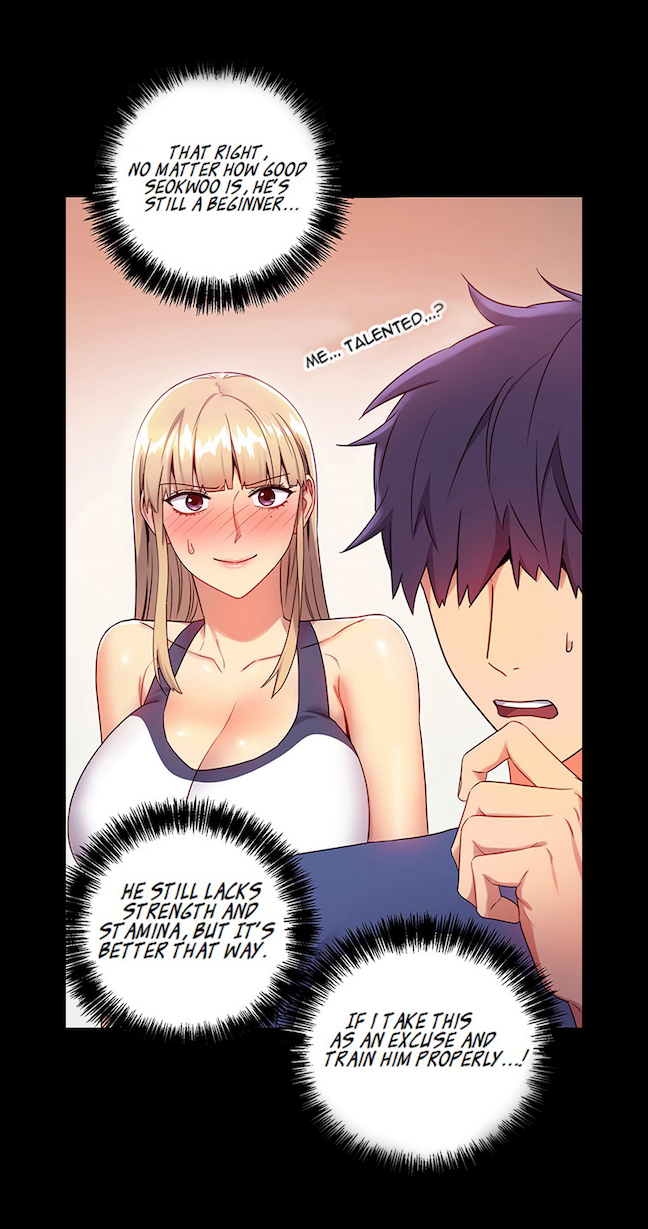 THAT RIGHT,
NO MATTER HOW GOOD
SEOKWOO IS, HE'S
STILL A BEGINNER...
ME... TALENTED...?
HE STILL LACKS
STRENGTH AND
STAMINA, BUT IT'S
BETTER THAT WAY.
IF I TAKE THIS
AS AN EXCUSE AND
TRAIN HIM PROPERLY...!